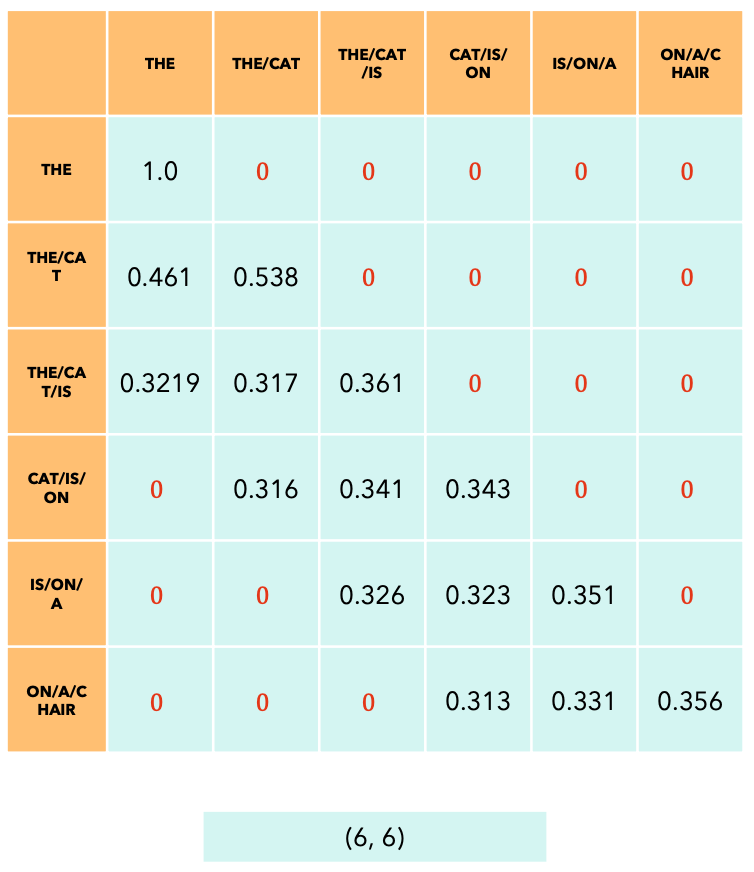 THE THE/CAT THE/CAT CAT/IS/ IS/ON/A ON/A/C
/IS ON HAIR
THE 1.0 0 0 0 0 0
THE/CA
T 0.461 0.538 0 0 0 0
THE/CA
T/IS 0.3219 0.317 0.361 0 0 0
CAT/IS/
ON 0 0.316 0.341 0.343 0 0
IS/ON/
A 0 0 0.326 0.323 0.351 0
ON/A/C
HAIR 0 0 0 0.313 0.331 0.356
(6, 6)